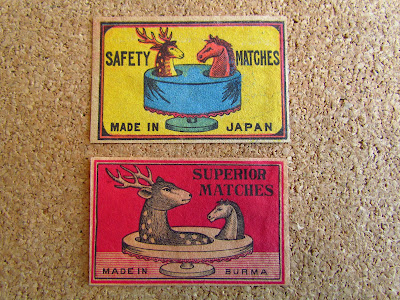 SAFETY MATCHES
MADE IN JAPAN
SUPERIOR
MATCHES
MADE IN BURMA